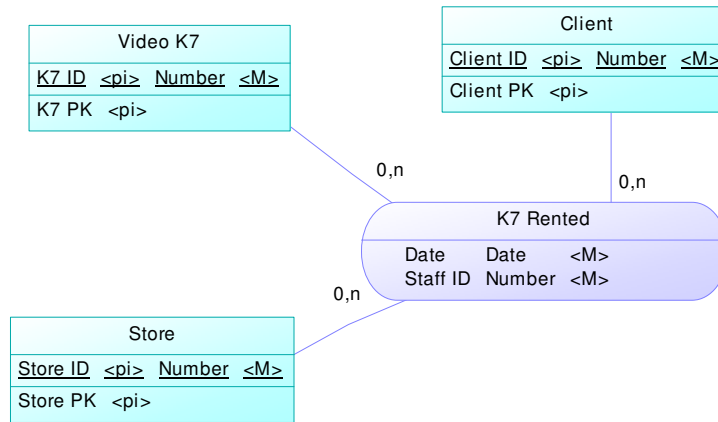 Video K7
K7 ID <pi> Number <M>
K7 PK <pi>
Client
Client ID <pi> Number <M>
Client PK <pi>
0,n
0,n
K7 Rented
Date Date <M>
Staff ID Number <M>
0,n
Store
Store ID <pi> Number <M>
Store PK <pi>